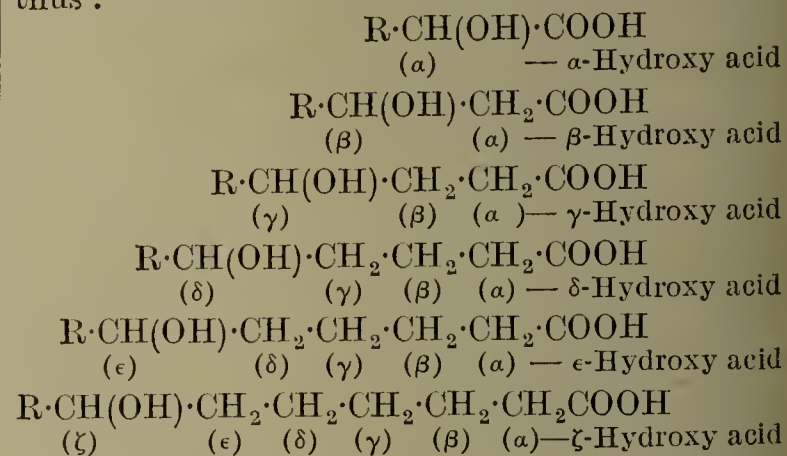 thus :
R·CH(OH)·COOH
(α) — α-Hydroxy acid
R·CH(OH)·CH₂·COOH
(β) (α) — β-Hydroxy acid
R·CH(OH)·CH₂·CH₂·COOH
(γ) (β) (α )— γ-Hydroxy acid
R·CH(OH)·CH₂·CH₂·CH₂·COOH
(δ) (γ) (β) (α) — δ-Hydroxy acid
R·CH(OH)·CH₂·CH₂·CH₂·CH₂·COOH
(ϵ) (δ) (γ) (β) (α) — ϵ-Hydroxy acid
R·CH(OH)·CH₂·CH₂·CH₂·CH₂·CH₂COOH
(ζ) (ϵ) (δ) (γ) (β) (α)—ζ-Hydroxy acid